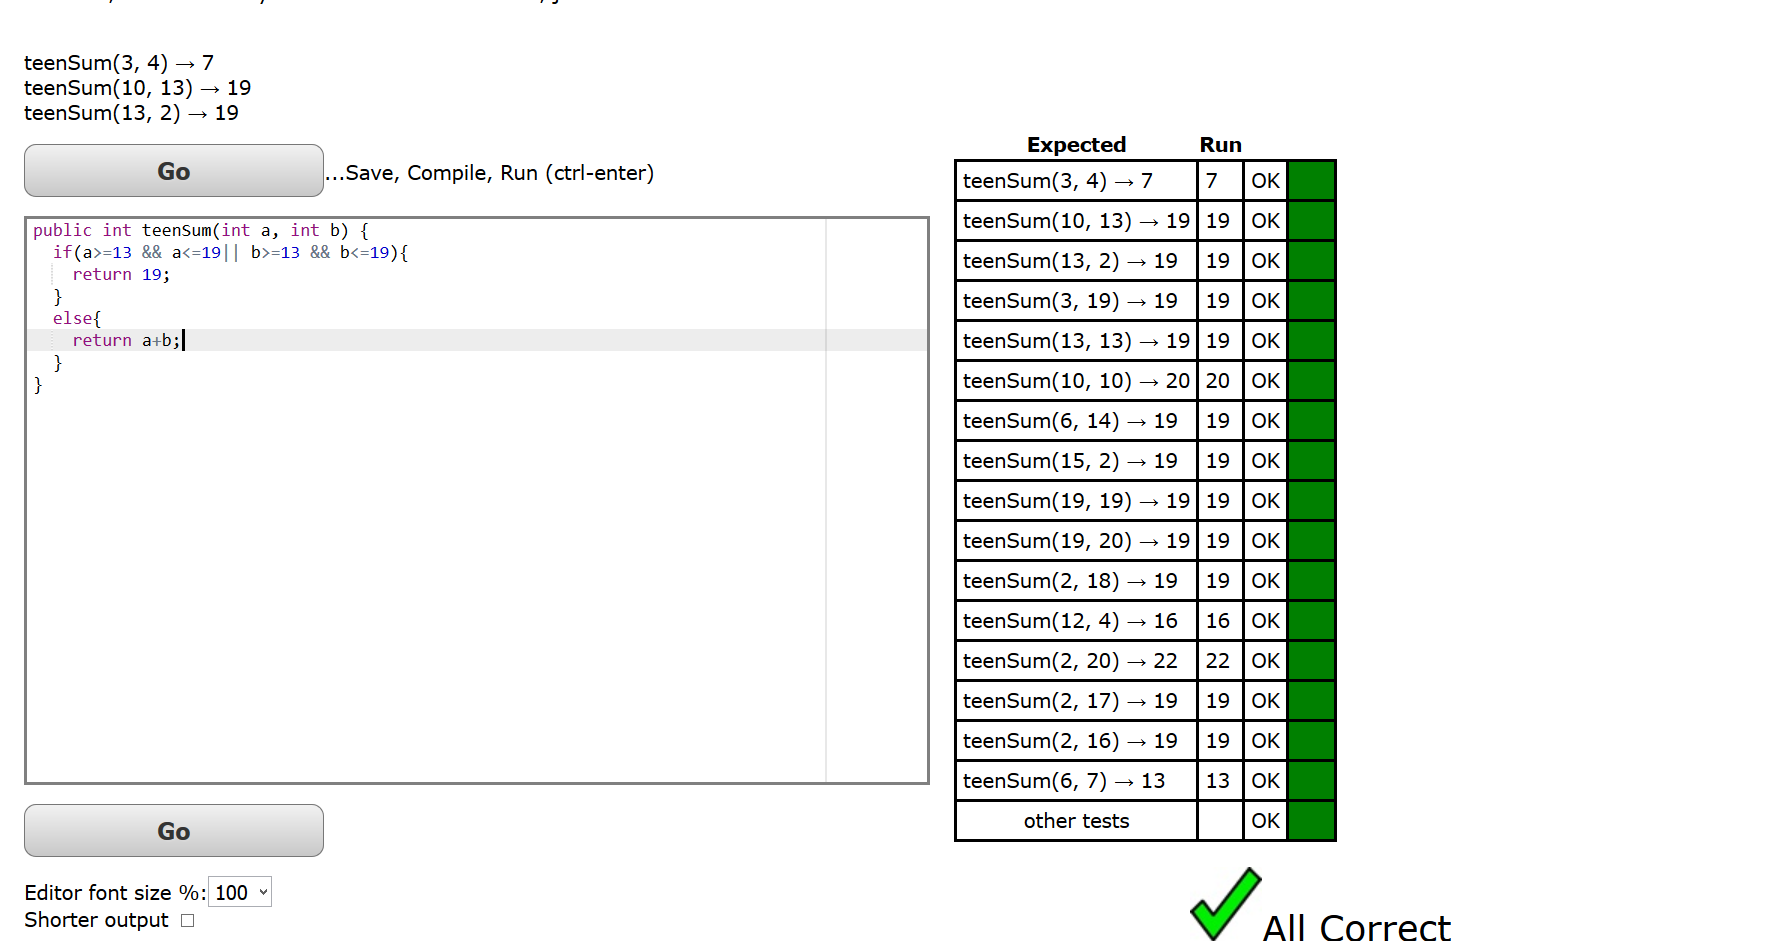 teenSum(3, 4) → 7
teenSum(10, 13) → 19
teenSum(13, 2) → 19
Go
...Save, Compile, Run (ctrl-enter)
public int teenSum(int a, int b) {
  if(a>=13 && a<=19|| b>=13 && b<=19){
    return 19;
  }
  else{
    return a+b;
  }
}
Go
Editor font size %: 100
Shorter output
Expected Run
teenSum(3, 4) → 7 7 OK
teenSum(10, 13) → 19 19 OK
teenSum(13, 2) → 19 19 OK
teenSum(3, 19) → 19 19 OK
teenSum(13, 13) → 19 19 OK
teenSum(10, 10) → 20 20 OK
teenSum(6, 14) → 19 19 OK
teenSum(15, 2) → 19 19 OK
teenSum(19, 19) → 19 19 OK
teenSum(19, 20) → 19 19 OK
teenSum(2, 18) → 19 19 OK
teenSum(12, 4) → 16 16 OK
teenSum(2, 20) → 22 22 OK
teenSum(2, 17) → 19 19 OK
teenSum(2, 16) → 19 19 OK
teenSum(6, 7) → 13 13 OK
other tests OK
All Correct